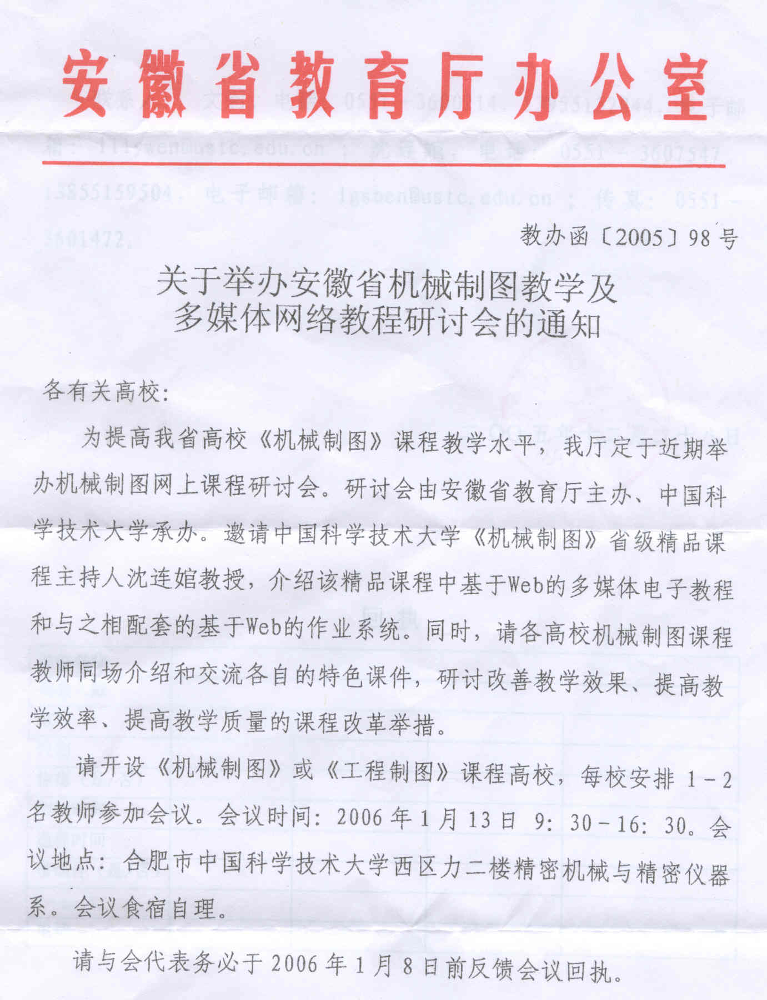 安徽省教育厅办公室
教办函〔2005〕98号
关于举办安徽省机械制图教学及
多媒体网络教程研讨会的通知
各有关高校：
为提高我省高校《机械制图》课程教学水平，我厅定于近期举
办机械制图网上课程研讨会。研讨会由安徽省教育厅主办、中国科
学技术大学承办。邀请中国科学技术大学《机械制图》省级精品课
程主持人沈连婠教授，介绍该精品课程中基于Web的多媒体电子教程
和与之相配套的基于Web的作业系统。同时，请各高校机械制图课程
教师同场介绍和交流各自的特色课件，研讨改善教学效果、提高教
学效率、提高教学质量的课程改革举措。
请开设《机械制图》或《工程制图》课程高校，每校安排 1－2
名教师参加会议。会议时间：2006年1月13日 9：30－16：30。会
议地点：合肥市中国科学技术大学西区力二楼精密机械与精密仪器
系。会议食宿自理。
请与会代表务必于2006年1月8日前反馈会议回执。